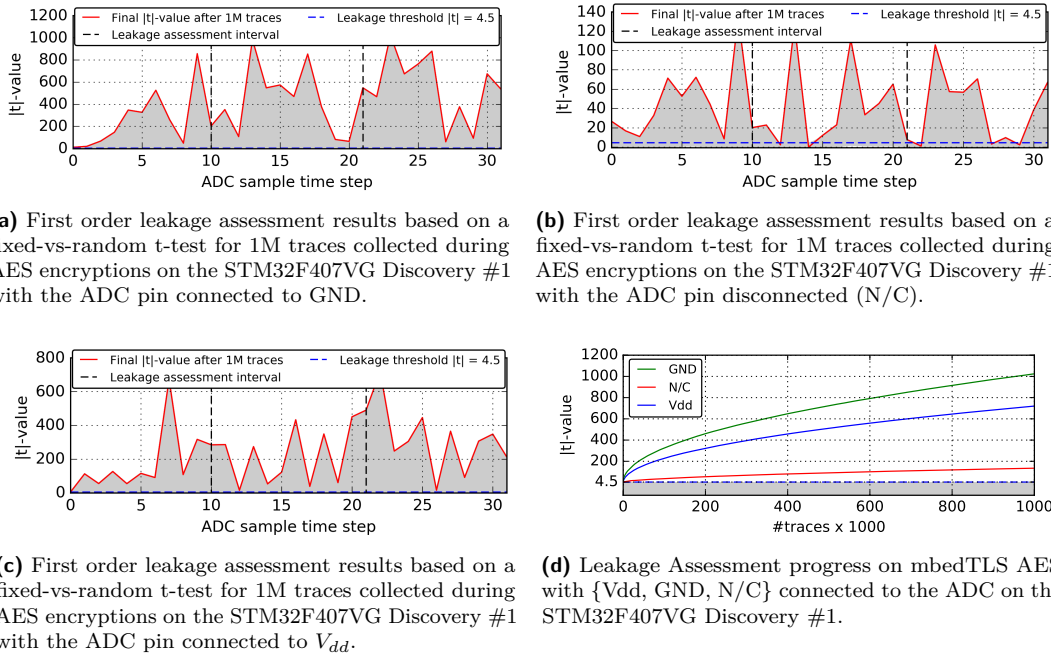 1200
1000
800
600
400
200
0
|t|-value
Final |t|-value after 1M traces
Leakage threshold |t| = 4.5
Leakage assessment interval
0 5 10 15 20 25 30
ADC sample time step
a) First order leakage assessment results based on a
fixed-vs-random t-test for 1M traces collected during
AES encryptions on the STM32F407VG Discovery #1
with the ADC pin connected to GND.
140
120
100
80
60
40
20
0
|t|-value
Final |t|-value after 1M traces
Leakage threshold |t| = 4.5
Leakage assessment interval
0 5 10 15 20 25 30
ADC sample time step
(b) First order leakage assessment results based on a
fixed-vs-random t-test for 1M traces collected during
AES encryptions on the STM32F407VG Discovery #1
with the ADC pin disconnected (N/C).
800
600
400
200
0
|t|-value
Final |t|-value after 1M traces
Leakage threshold |t| = 4.5
Leakage assessment interval
0 5 10 15 20 25 30
ADC sample time step
(c) First order leakage assessment results based on a
fixed-vs-random t-test for 1M traces collected during
AES encryptions on the STM32F407VG Discovery #1
with the ADC pin connected to Vdd.
1200
1000
800
600
400
200
4.5
|t|-value
GND
N/C
Vdd
0 200 400 600 800 1000
#traces x 1000
(d) Leakage Assessment progress on mbedTLS AES
with {Vdd, GND, N/C} connected to the ADC on the
STM32F407VG Discovery #1.